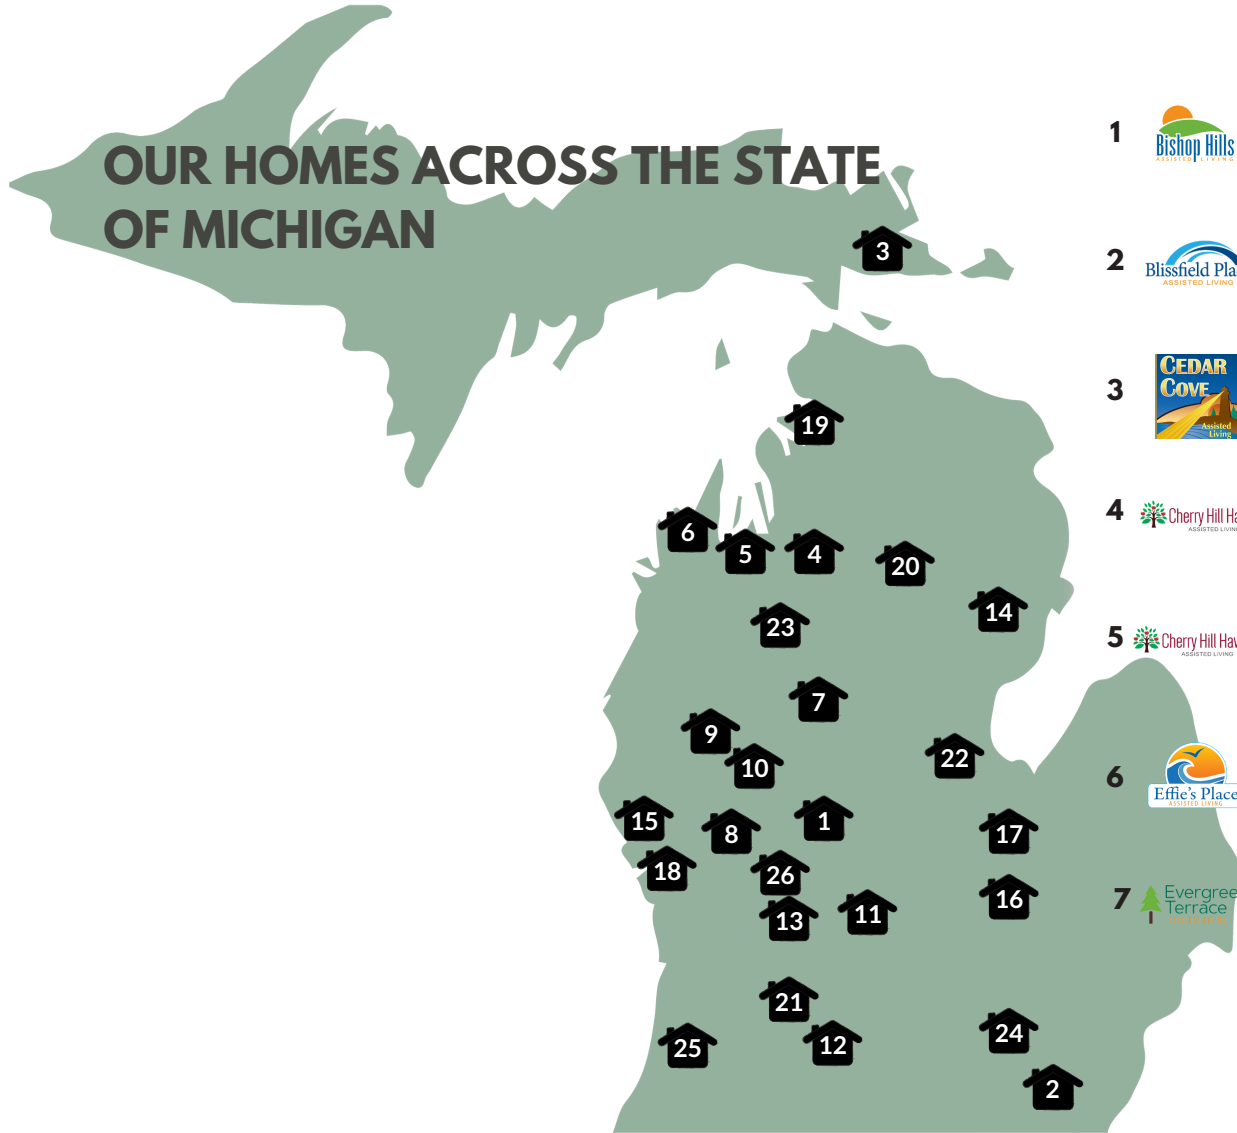 OUR HOMES ACROSS THE STATE
OF MICHIGAN
1
Bishop Hills
ASSISTED LIVING
2
Blissfield Pla
ASSISTED LIVING
3
CEDAR
COVE
Assisted
Living
4
Cherry Hill Ha
ASSISTED LIVING
5
Cherry Hill Hav
ASSISTED LIVING
6
Effie's Place
ASSISTED LIVING
7
Evergree
Terrace
3
19
6
5
4
20
14
23
7
9
10
22
15
8
1
17
18
26
16
13
11
21
25
12
24
2